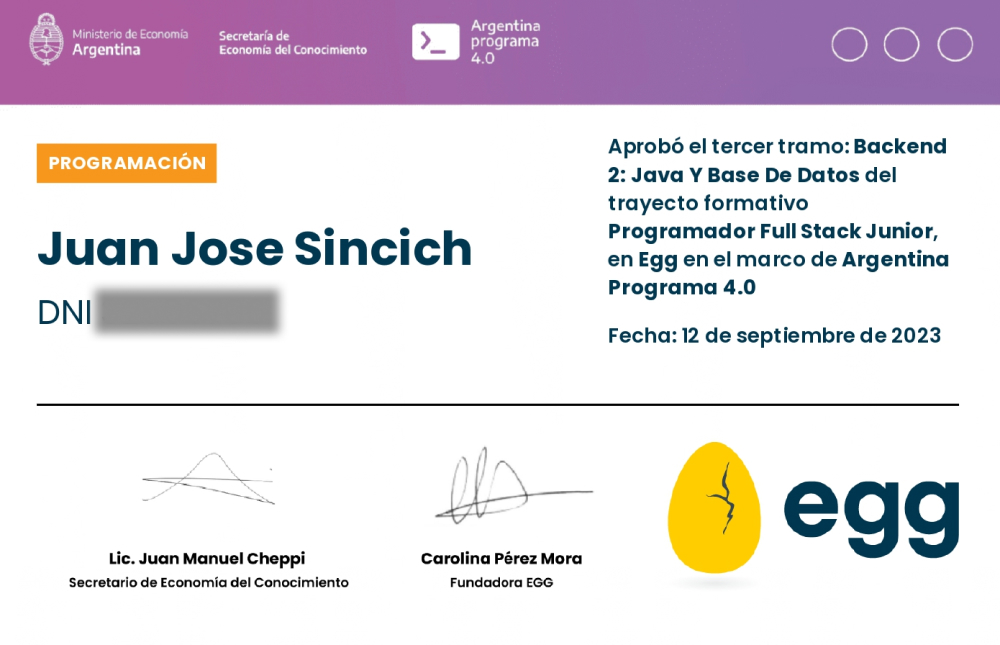 Ministerio de Economía
Argentina
Secretaría de
Economía del Conocimiento
Argentina
programa
4.0
PROGRAMACIÓN
Juan Jose Sincich
DNI
Aprobó el tercer tramo: Backend
2: Java Y Base De Datos del
trayecto formativo
Programador Full Stack Junior,
en Egg en el marco de Argentina
Programa 4.0
Fecha: 12 de septiembre de 2023
Lic. Juan Manuel Cheppi
Secretario de Economía del Conocimiento
Carolina Pérez Mora
Fundadora EGG
egg